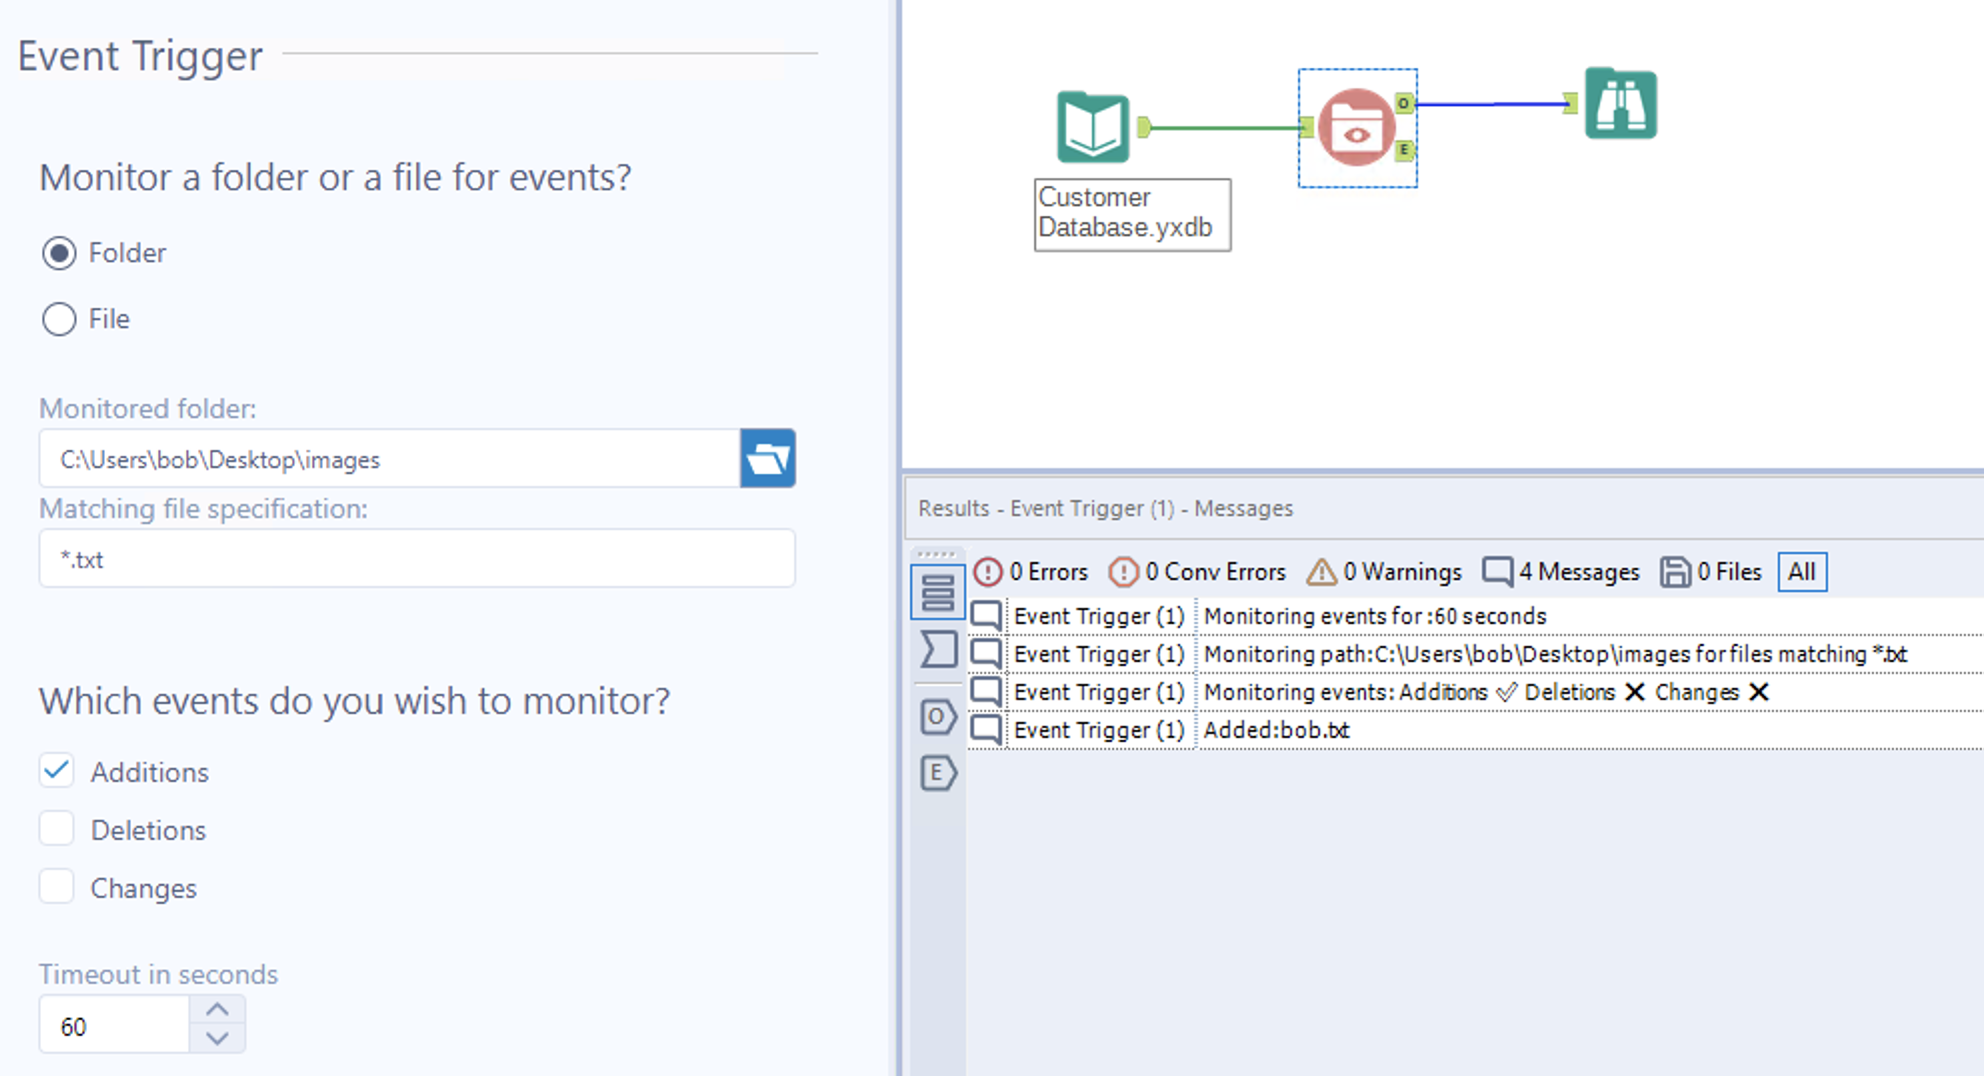 Event Trigger
Monitor a folder or a file for events?
Folder
File
Monitored folder:
C:\Users\bob\Desktop\images
Matching file specification:
*.txt
Which events do you wish to monitor?
Additions
Deletions
Changes
Timeout in seconds
60
Customer
Database.yxdb
O
E
Results - Event Trigger (1) - Messages
0 Errors 0 Conv Errors 0 Warnings 4 Messages 0 Files All
Event Trigger (1) Monitoring events for :60 seconds
Event Trigger (1) Monitoring path:C:\Users\bob\Desktop\images for files matching *.txt
Event Trigger (1) Monitoring events: Additions ✓ Deletions ✕ Changes ✕
Event Trigger (1) Added:bob.txt
O
E